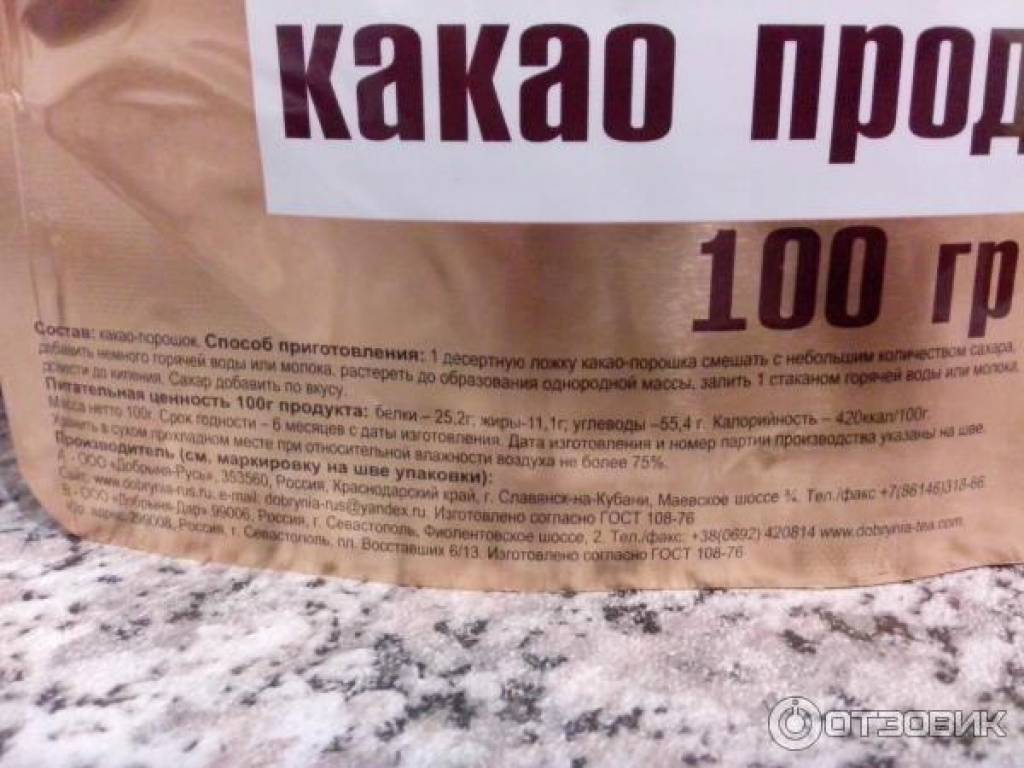 какао прод
100 гр
Состав: какао-порошок. Способ приготовления: 1 десертную ложку какао-порошка смешать с небольшим количеством сахара,
добавить немного горячей воды или молока, растереть до образования однородной массы, залить 1 стаканом горячей воды или молока,
довести до кипения. Сахар добавить по вкусу.
Питательная ценность 100г продукта: белки – 25,2г; жиры-11,1г; углеводы –55,4 г. Калорийность – 420ккал/100г.
Масса нетто 100г. Срок годности – 6 месяцев с даты изготовления. Дата изготовления и номер партии производства указаны на шве.
Хранить в сухом прохладном месте при относительной влажности воздуха не более 75%.
Производитель (см. маркировку на шве упаковки):
А - ООО «Добрыня-Русь», 353560, Россия, Краснодарский край, г. Славянск-на-Кубани, Маевское шоссе ¾. Тел./факс +7(86146)318-66.
Сайт: www.dobrynia-rus.ru, e-mail: dobrynia-rus@yandex.ru. Изготовлено согласно ГОСТ 108-76
В - ООО «Добрынь-Дар» 99006, Россия, г. Севастополь, Фиолентовское шоссе, 2. Тел./факс: +38(0692) 420814 www.dobrynia-tea.com.
Юр. адрес: 299008, Россия, г. Севастополь, пл. Восставших 6/13. Изготовлено согласно ГОСТ 108-76
ОТЗОВИК